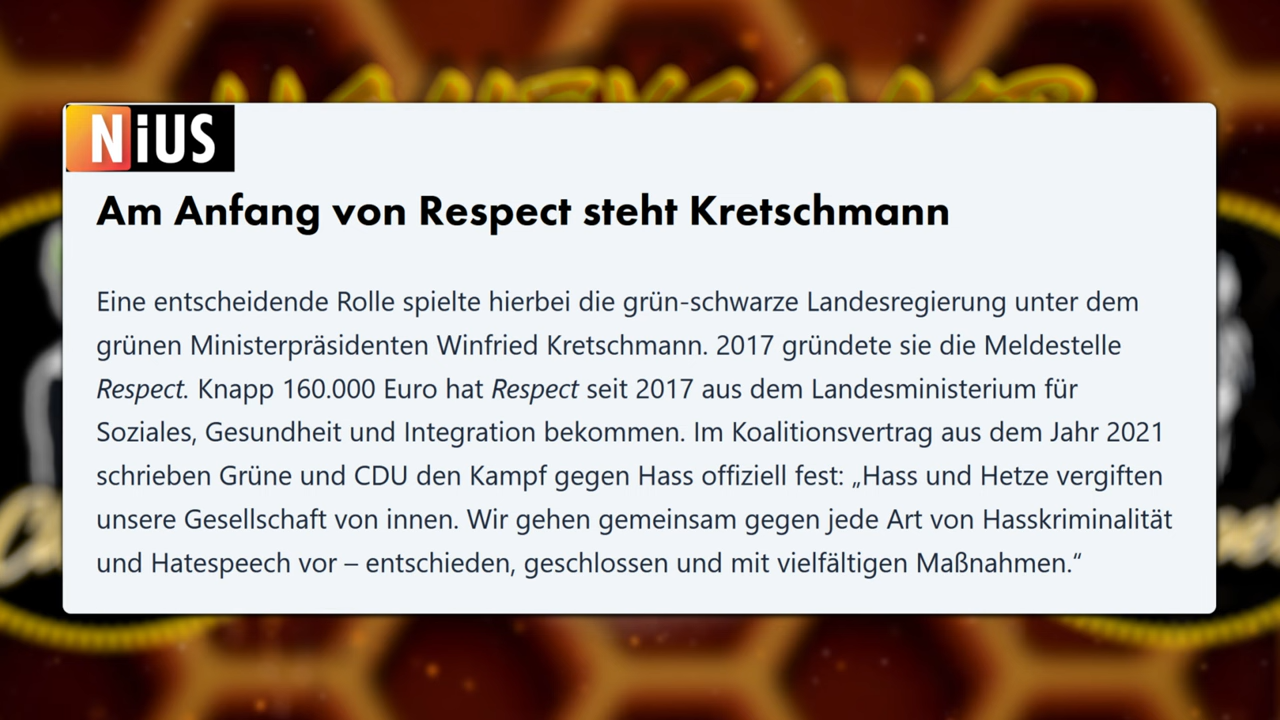 NiUS
Am Anfang von Respect steht Kretschmann
Eine entscheidende Rolle spielte hierbei die grün-schwarze Landesregierung unter dem
grünen Ministerpräsidenten Winfried Kretschmann. 2017 gründete sie die Meldestelle
Respect. Knapp 160.000 Euro hat Respect seit 2017 aus dem Landesministerium für
Soziales, Gesundheit und Integration bekommen. Im Koalitionsvertrag aus dem Jahr 2021
schrieben Grüne und CDU den Kampf gegen Hass offiziell fest: „Hass und Hetze vergiften
unsere Gesellschaft von innen. Wir gehen gemeinsam gegen jede Art von Hasskriminalität
und Hatespeech vor – entschieden, geschlossen und mit vielfältigen Maßnahmen.“